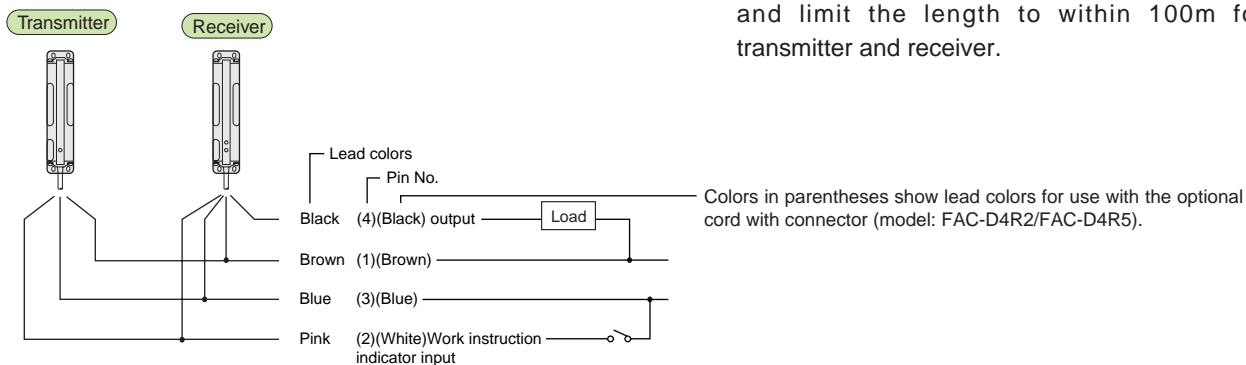 and limit the length to within 100m
transmitter and receiver.
Transmitter
Receiver
Lead colors
Pin No.
Colors in parentheses show lead colors for use with the optional
cord with connector (model: FAC-D4R2/FAC-D4R5).
Black (4)(Black) output Load
Brown (1)(Brown)
Blue (3)(Blue)
Pink (2)(White)Work instruction
indicator input